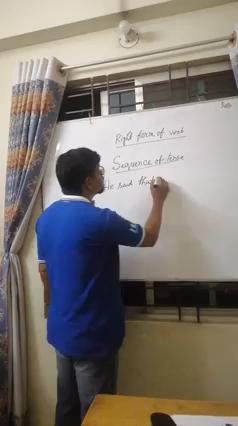 Right form of verb
Sequence of tense
He said that